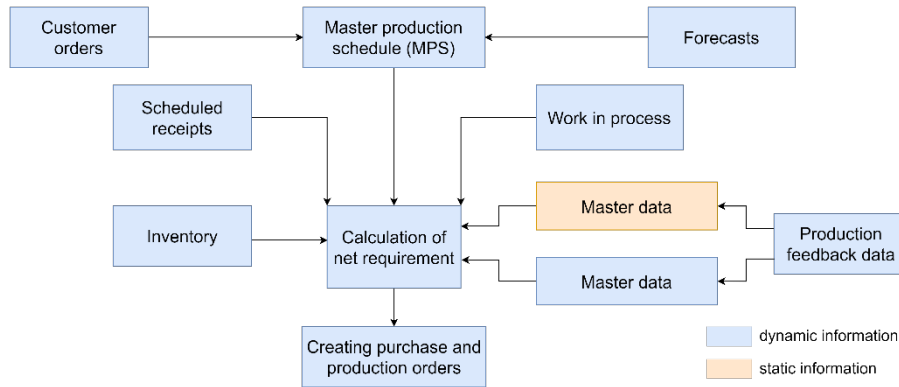 Customer
orders
Master production
schedule (MPS)
Forecasts
Scheduled
receipts
Work in process
Master data
Inventory
Calculation of
net requirement
Production
feedback data
Master data
Creating purchase and
production orders
dynamic information
static information